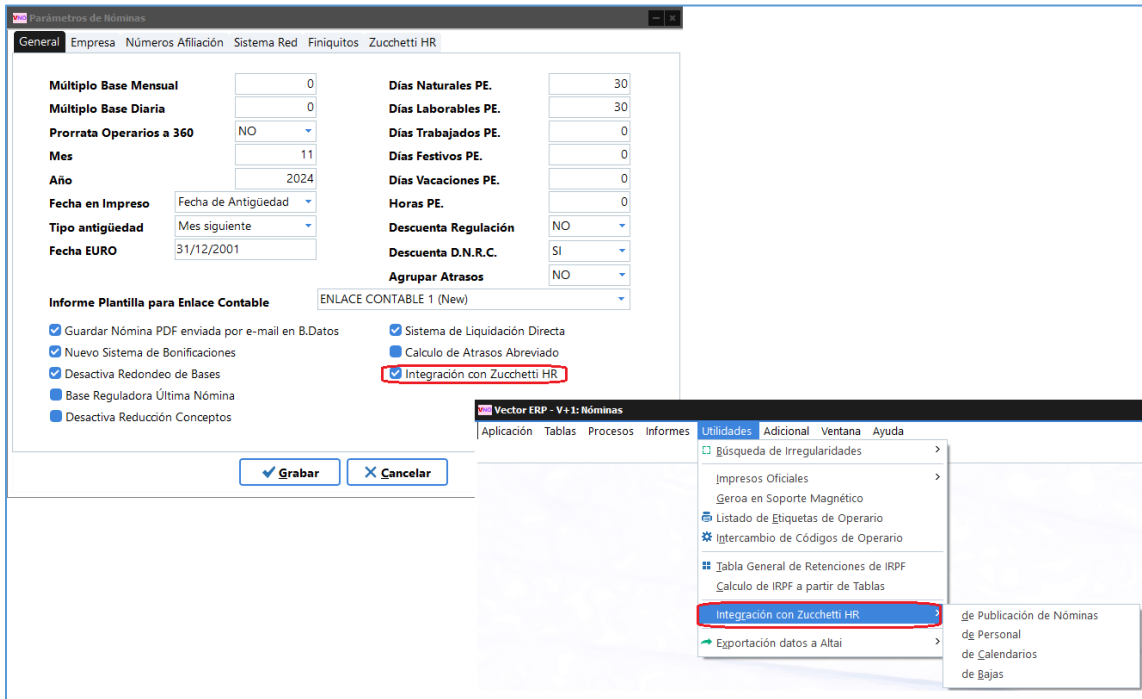 VNO Parámetros de Nóminas
General Empresa Números Afiliación Sistema Red Finiquitos Zucchetti HR
Múltiplo Base Mensual 0 Días Naturales PE. 30
Múltiplo Base Diaria 0 Días Laborables PE. 30
Prorrata Operarios a 360 NO Días Trabajados PE. 0
Mes 11 Días Festivos PE. 0
Año 2024 Días Vacaciones PE. 0
Fecha en Impreso Fecha de Antigüedad Horas PE. 0
Tipo antigüedad Mes siguiente Descuenta Regulación NO
Fecha EURO 31/12/2001 Descuenta D.N.R.C. SI
Agrupar Atrasos NO
Informe Plantilla para Enlace Contable ENLACE CONTABLE 1 (New)
Guardar Nómina PDF enviada por e-mail en B.Datos Sistema de Liquidación Directa
Nuevo Sistema de Bonificaciones Calculo de Atrasos Abreviado
Desactiva Redondeo de Bases Integración con Zucchetti HR
Base Reguladora Última Nómina
Desactiva Reducción Conceptos
Grabar Cancelar
VNO Vector ERP - V+1: Nóminas
Aplicación Tablas Procesos Informes Utilidades Adicional Ventana Ayuda
Búsqueda de Irregularidades
Impresos Oficiales
Geroa en Soporte Magnético
Listado de Etiquetas de Operario
Intercambio de Códigos de Operario
Tabla General de Retenciones de IRPF
Calculo de IRPF a partir de Tablas
Integración con Zucchetti HR de Publicación de Nóminas
de Personal
Exportación datos a Altai de Calendarios
de Bajas